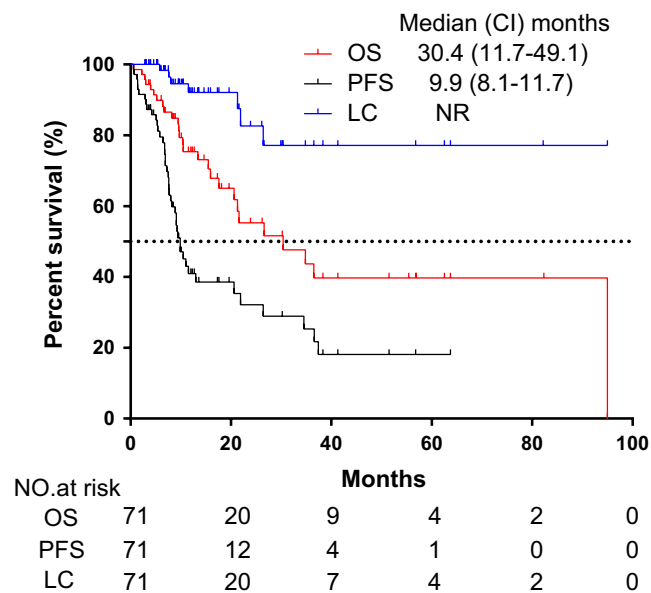 Median (CI) months
OS 30.4 (11.7-49.1)
PFS 9.9 (8.1-11.7)
LC NR
Percent survival (%)
100
80
60
40
20
0
0 20 40 60 80 100
Months
NO.at risk
OS 71 20 9 4 2 0
PFS 71 12 4 1 0 0
LC 71 20 7 4 2 0